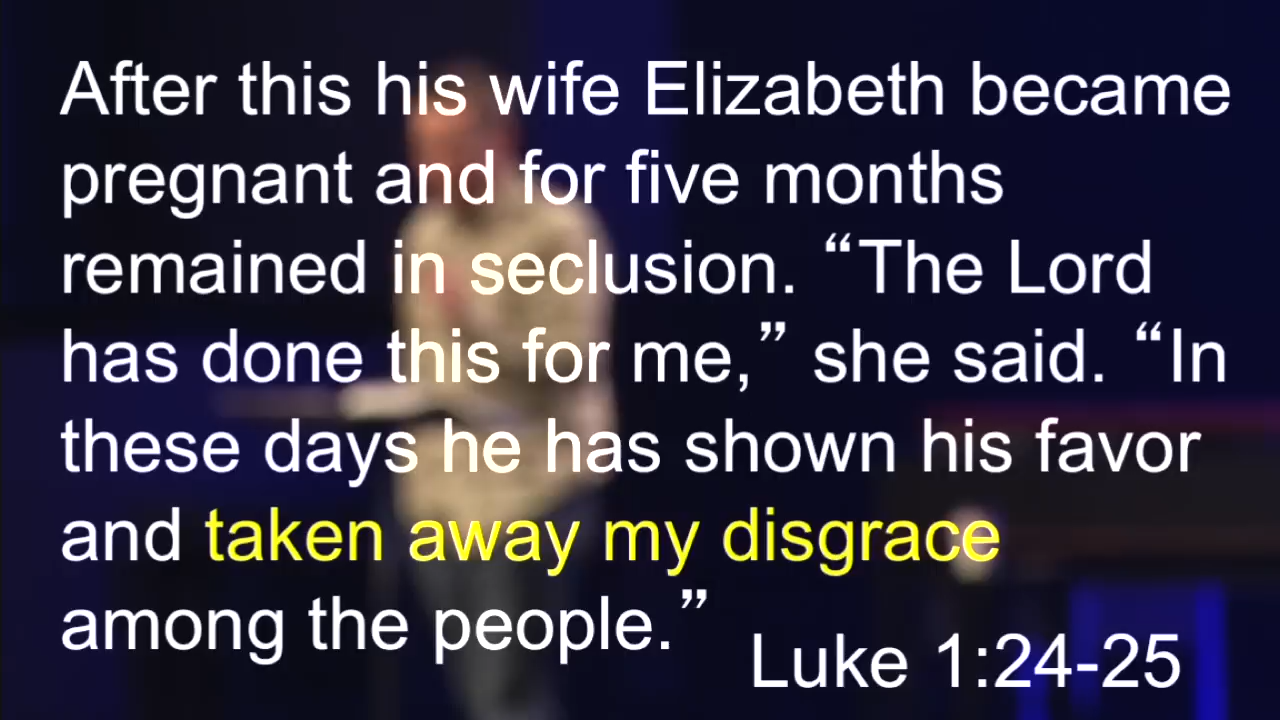 After this his wife Elizabeth became
pregnant and for five months
remained in seclusion. “The Lord
has done this for me,” she said. “In
these days he has shown his favor
and taken away my disgrace
among the people.”
Luke 1:24-25